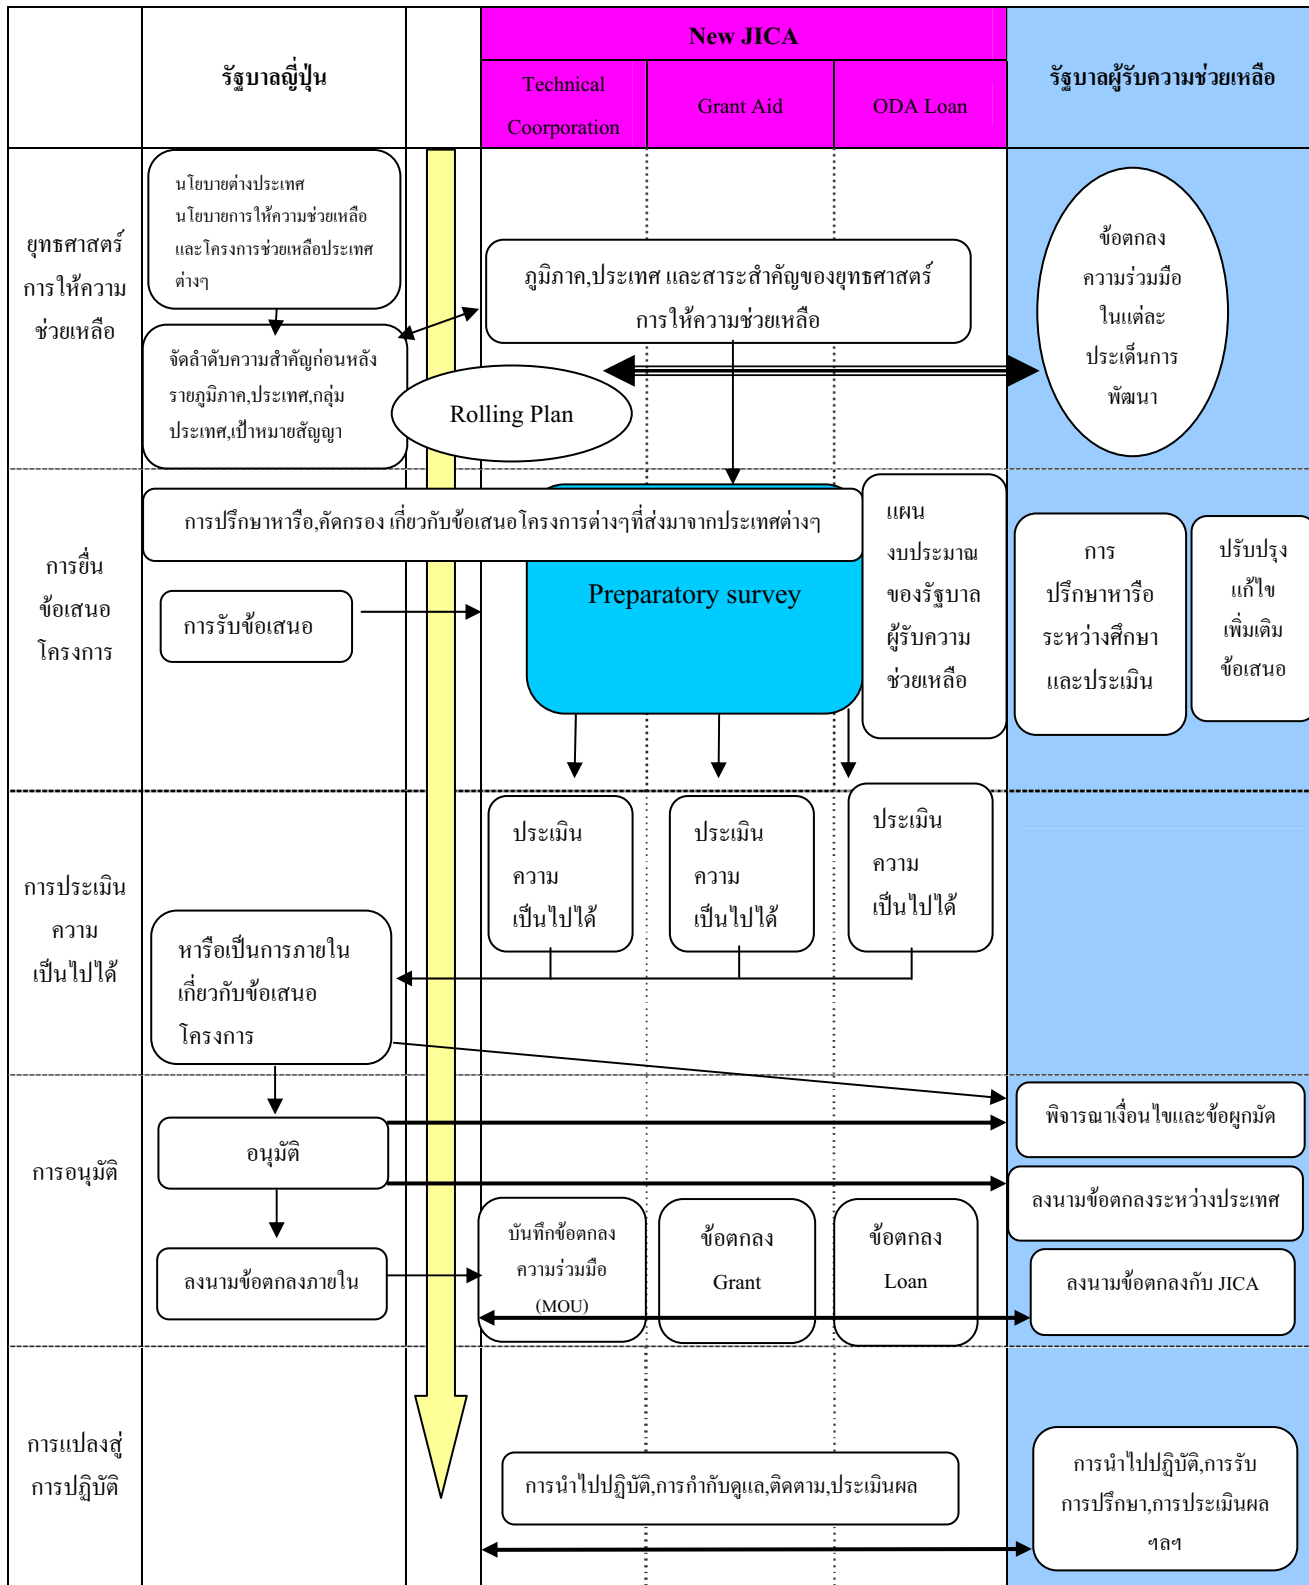 New JICA
รัฐบาลญี่ปุ่น
Technical
Coorporation
Grant Aid
ODA Loan
รัฐบาลผู้รับความช่วยเหลือ
ยุทธศาสตร์
การให้ความ
ช่วยเหลือ
นโยบายต่างประเทศ
นโยบายการให้ความช่วยเหลือ
และโครงการช่วยเหลือประเทศ
ต่างๆ
จัดลำดับความสำคัญก่อนหลัง
รายภูมิภาค,ประเทศ,กลุ่ม
ประเทศ,เป้าหมายสัญญา
ภูมิภาค,ประเทศ และสาระสำคัญของยุทธศาสตร์
การให้ความช่วยเหลือ
Rolling Plan
ข้อตกลง
ความร่วมมือ
ในแต่ละ
ประเด็นการ
พัฒนา
การยื่น
ข้อเสนอ
โครงการ
การปรึกษาหารือ,คัดกรอง เกี่ยวกับข้อเสนอโครงการต่างๆที่ส่งมาจากประเทศต่างๆ
การรับข้อเสนอ
Preparatory survey
แผน
งบประมาณ
ของรัฐบาล
ผู้รับความ
ช่วยเหลือ
การ
ปรึกษาหารือ
ระหว่างศึกษา
และประเมิน
ปรับปรุง
แก้ไข
เพิ่มเติม
ข้อเสนอ
การประเมิน
ความ
เป็นไปได้
ประเมิน
ความ
เป็นไปได้
ประเมิน
ความ
เป็นไปได้
ประเมิน
ความ
เป็นไปได้
หารือเป็นการภายใน
เกี่ยวกับข้อเสนอ
โครงการ
การอนุมัติ
อนุมัติ
ลงนามข้อตกลงภายใน
บันทึกข้อตกลง
ความร่วมมือ
(MOU)
ข้อตกลง
Grant
ข้อตกลง
Loan
พิจารณาเงื่อนไขและข้อผูกมัด
ลงนามข้อตกลงระหว่างประเทศ
ลงนามข้อตกลงกับ JICA
การแปลงสู่
การปฏิบัติ
การนำไปปฏิบัติ,การกำกับดูแล,ติดตาม,ประเมินผล
การนำไปปฏิบัติ,การรับ
การปรึกษา,การประเมินผล
ฯลฯ